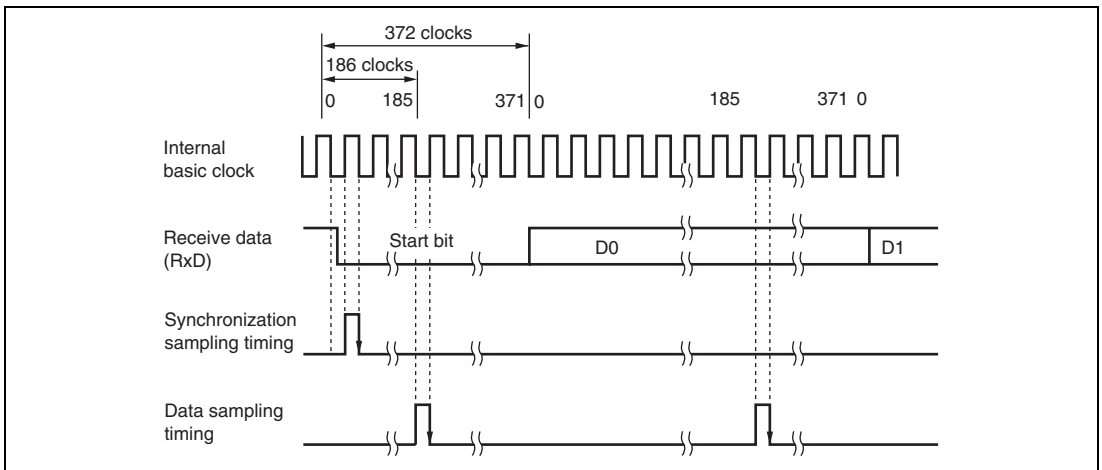 372 clocks
186 clocks
0 185 371 0 185 371 0
Internal
basic clock
Receive data
(RxD)
Start bit D0 D1
Synchronization
sampling timing
Data sampling
timing